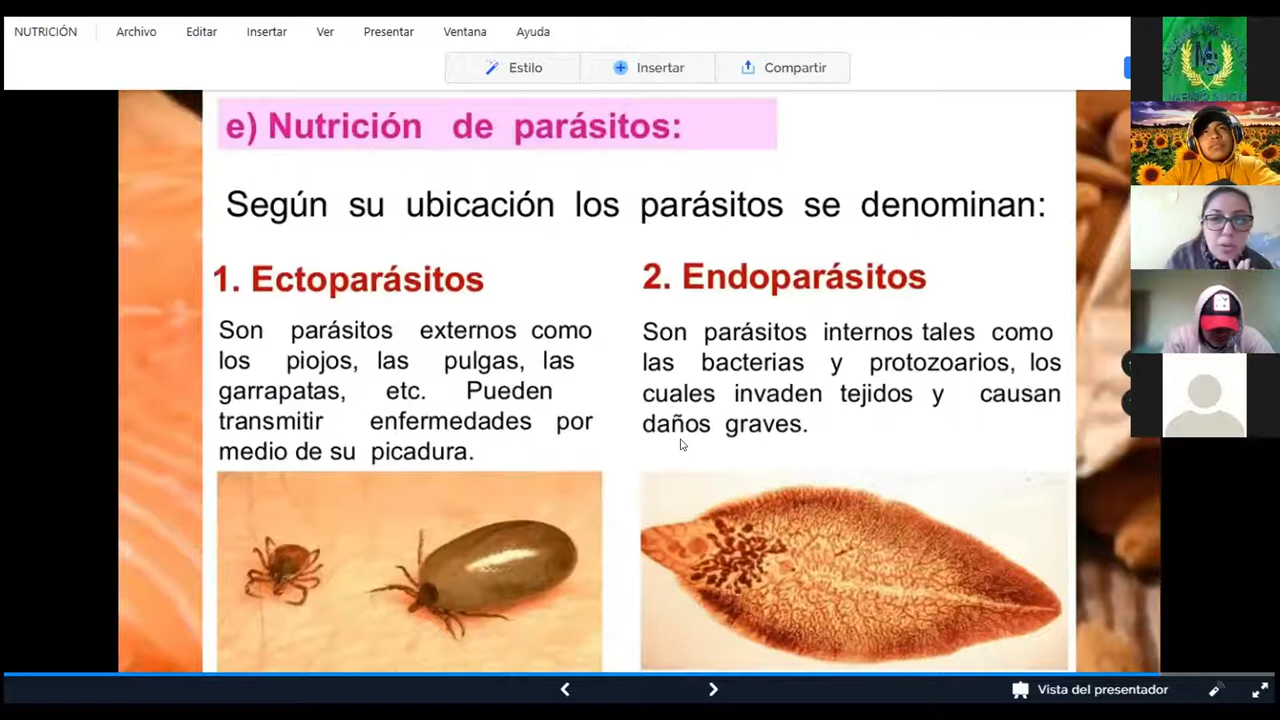 NUTRICIÓN
Archivo
Editar
Insertar
Ver
Presentar
Ventana
Ayuda
Estilo
Insertar
Compartir
e) Nutrición de parásitos:
Según su ubicación los parásitos se denominan:
1. Ectoparásitos
Son parásitos externos como
los piojos, las pulgas, las
garrapatas, etc. Pueden
transmitir enfermedades por
medio de su picadura.
2. Endoparásitos
Son parásitos internos tales como
las bacterias y protozoarios, los
cuales invaden tejidos y causan
daños graves.
Vista del presentador